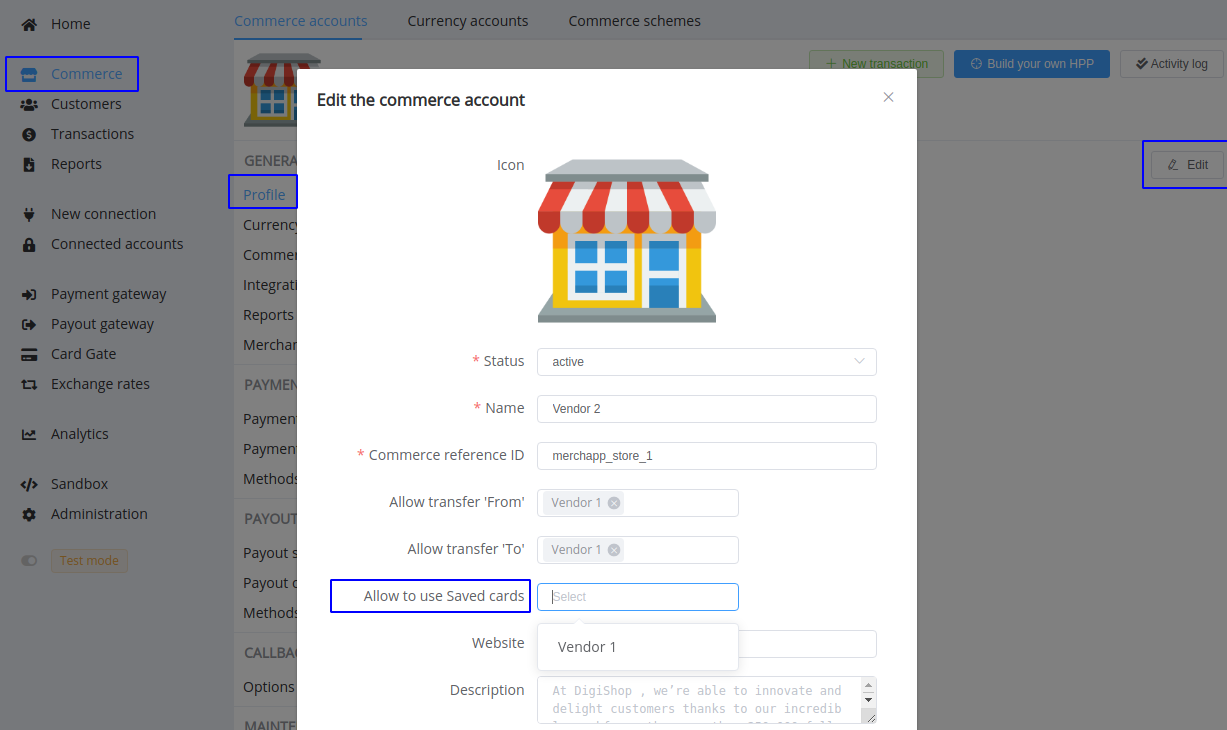 Home
Commerce
Customers
Transactions
Reports
New connection
Connected accounts
Payment gateway
Payout gateway
Card Gate
Exchange rates
Analytics
Sandbox
Administration
Test mode
Commerce accounts
Currency accounts
Commerce schemes
New transaction
Build your own HPP
Activity log
GENERA
Profile
Currency
Commer
Integrati
Reports
Merchan
PAYMEN
Payment
Payment
Methods
PAYOUT
Payout s
Payout c
Methods
CALLBAC
Options
MAINTE
Edit
Edit the commerce account
Icon
* Status active
* Name Vendor 2
* Commerce reference ID merchapp_store_1
Allow transfer 'From' Vendor 1
Allow transfer 'To' Vendor 1
Allow to use Saved cards Select
Vendor 1
Website
Description At DigiShop , we’re able to innovate and
delight customers thanks to our incredib